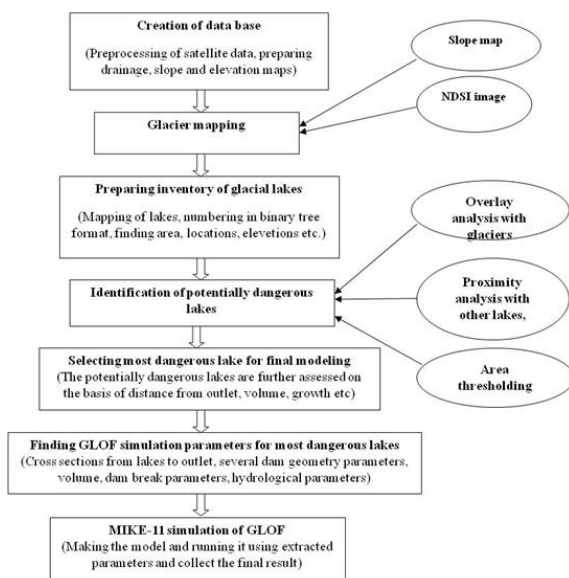 Creation of data base
(Preprocessing of satellite data, preparing
drainage, slope and elevation maps)
Slope map
NDSI image
Glacier mapping
Preparing inventory of glacial lakes
(Mapping of lakes, numbering in binary tree
format, finding area, locations, elevetions etc.)
Overlay
analysis with
glaciers
Identification of potentially dangerous
lakes
Proximity
analysis with
other lakes,
Selecting most dangerous lake for final modeling
(The potentially dangerous lakes are further assessed on
the basis of distance from outlet, volume, growth etc)
Area
thresholding
Finding GLOF simulation parameters for most dangerous lakes
(Cross sections from lakes to outlet, several dam geometry parameters,
volume, dam break parameters, hydrological parameters)
MIKE-11 simulation of GLOF
(Making the model and running it using extracted
parameters and collect the final result)